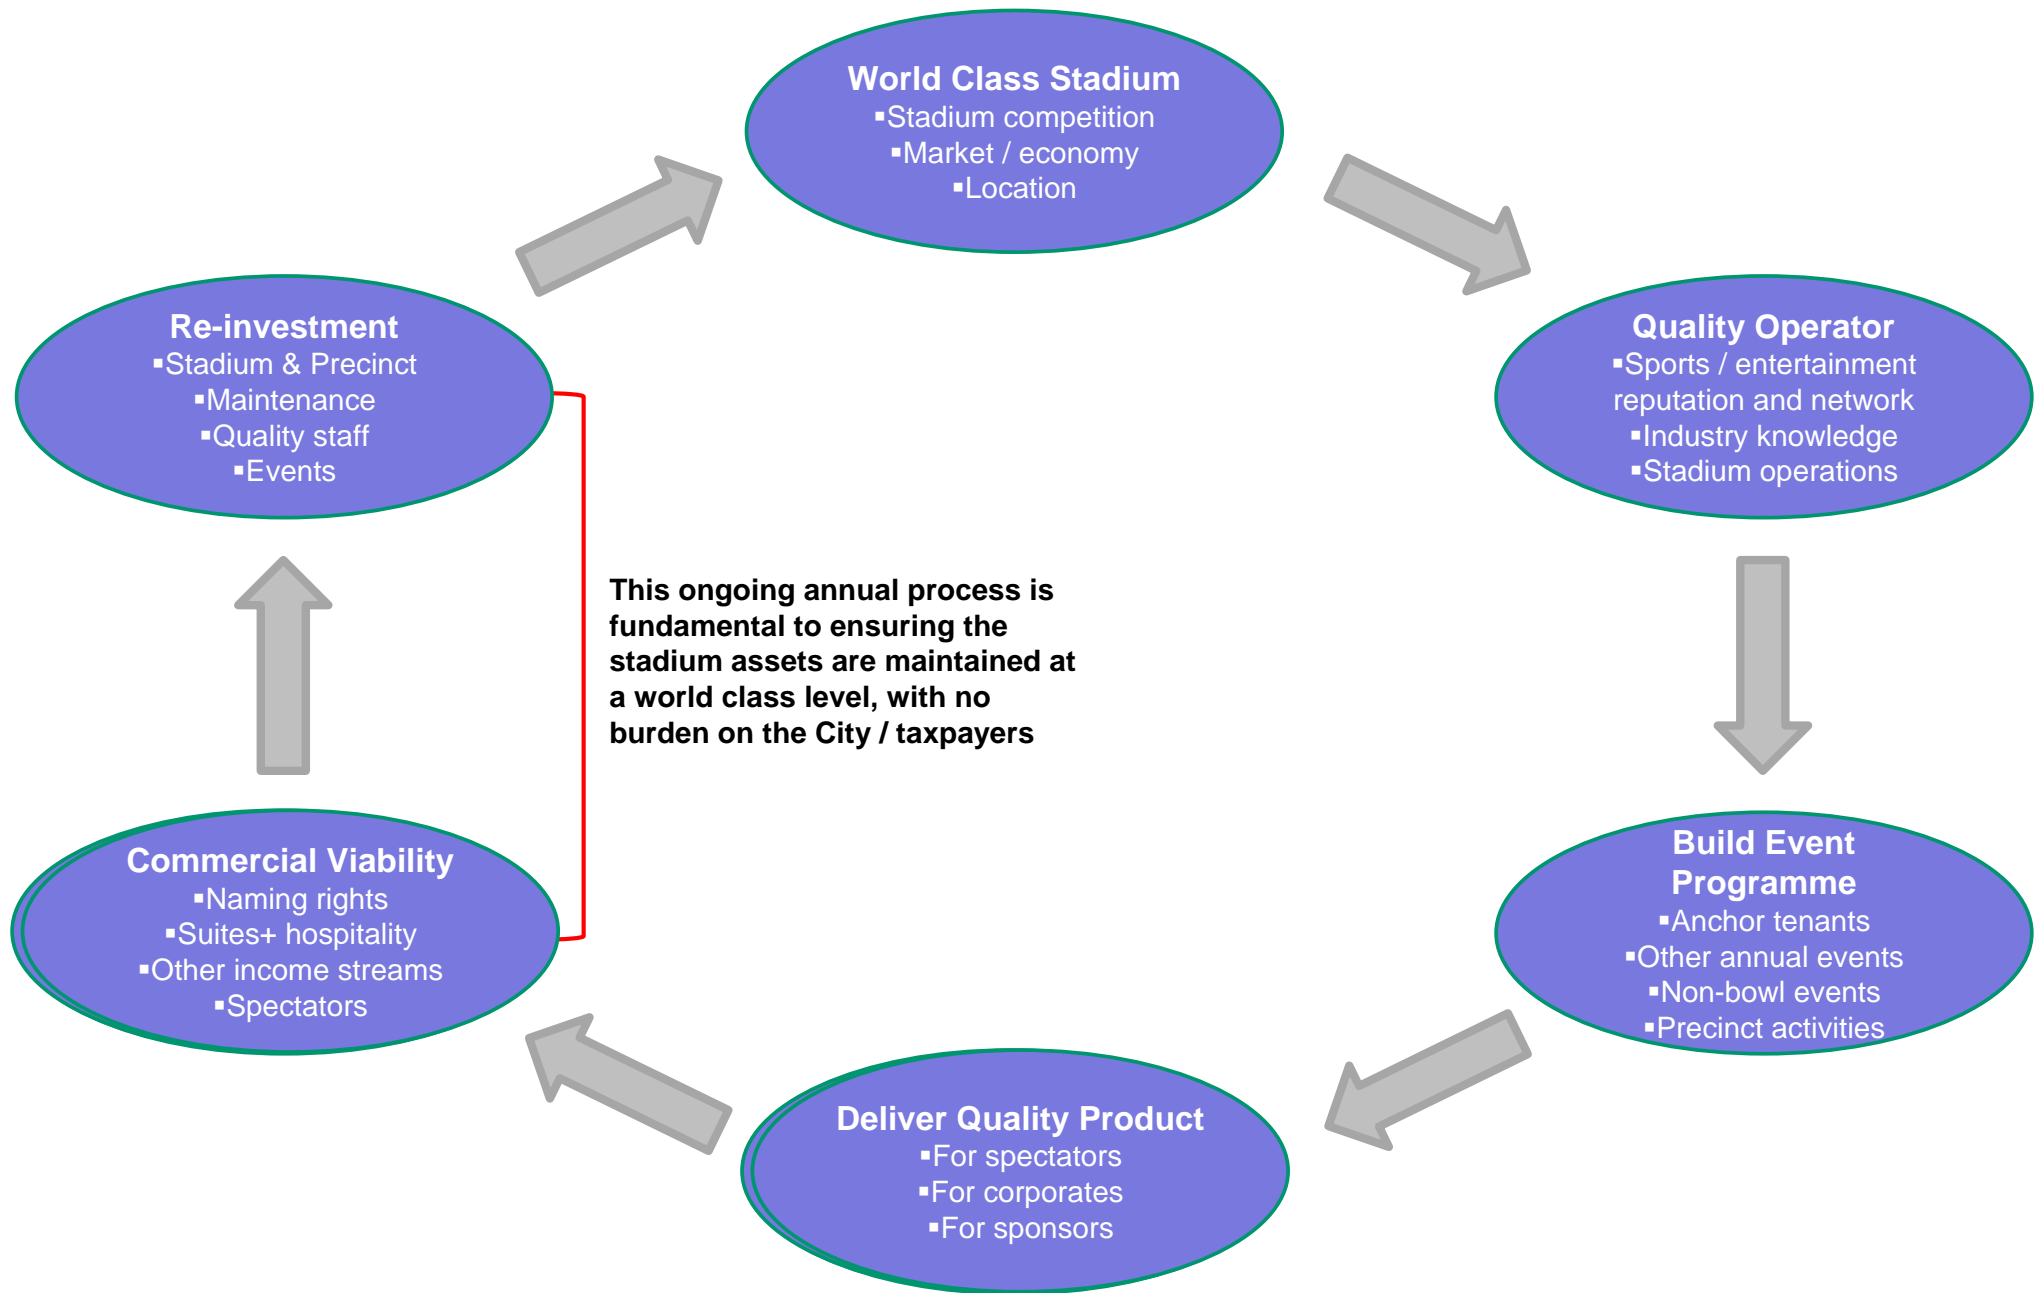 World Class Stadium
▪Stadium competition
▪Market / economy
▪Location
Re-investment
▪Stadium & Precinct
▪Maintenance
▪Quality staff
▪Events
Quality Operator
▪Sports / entertainment
reputation and network
▪Industry knowledge
▪Stadium operations
This ongoing annual process is
fundamental to ensuring the
stadium assets are maintained at
a world class level, with no
burden on the City / taxpayers
Commercial Viability
▪Naming rights
▪Suites+ hospitality
▪Other income streams
▪Spectators
Build Event
Programme
▪Anchor tenants
▪Other annual events
▪Non-bowl events
▪Precinct activities
Deliver Quality Product
▪For spectators
▪For corporates
▪For sponsors